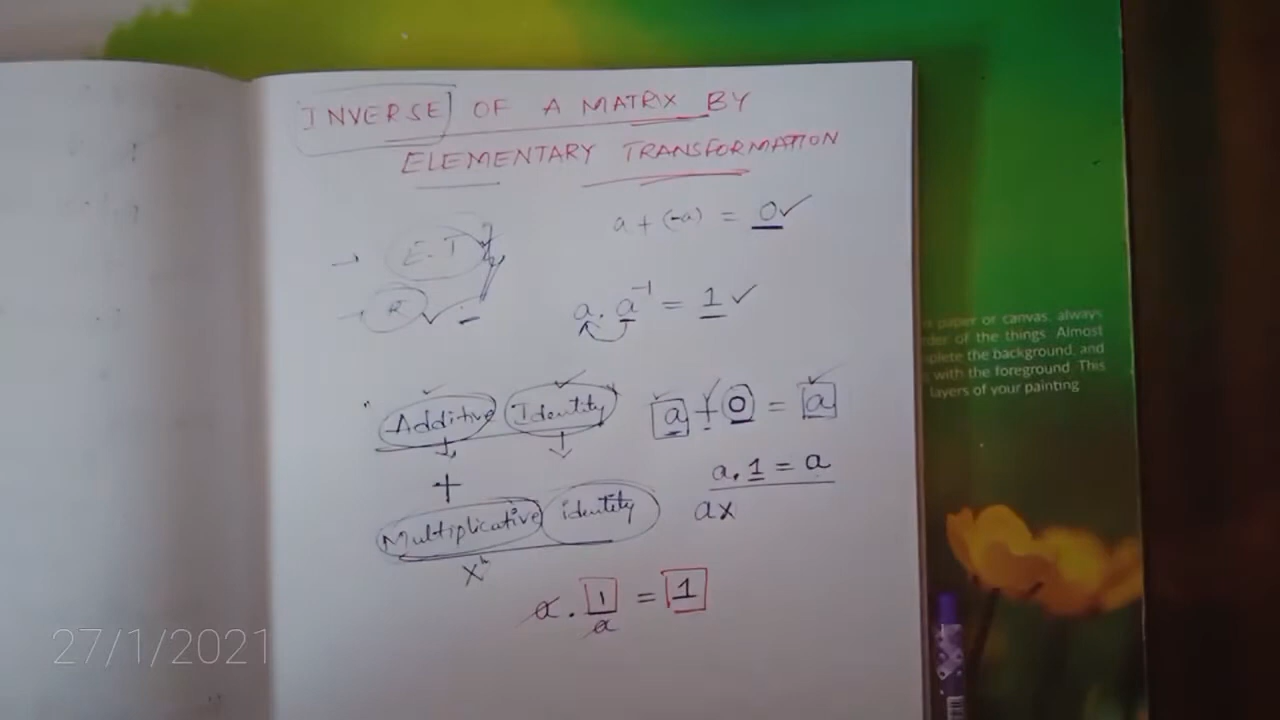 INVERSE OF A MATRIX BY
ELEMENTARY TRANSFORMATION
a + (-a) = 0 ✓
→ E.T
R ✓
a . a⁻¹ = 1 ✓
Additive Identity
a + 0 = a
+
a . 1 = a
Multiplicative identity
ax
xⁿ
a . 1/a = 1
paper or canvas, always
of the things. Almost
the background, and
with the foreground. This
layers of your painting
27/1/2021